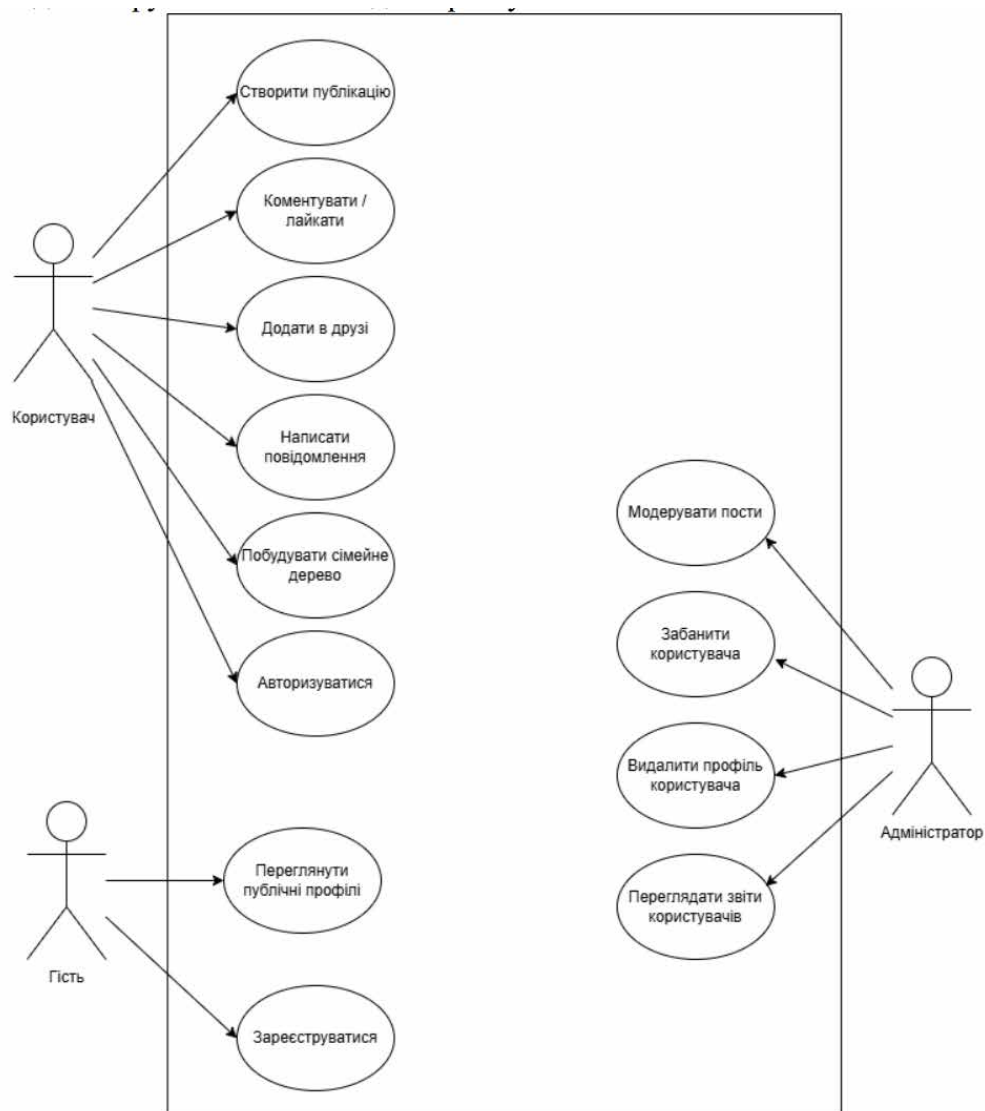 Створити публікацію
Коментувати /
лайкати
Додати в друзі
Користувач
Написати
повідомлення
Побудувати сімейне
дерево
Авторизуватися
Модерувати пости
Забанити
користувача
Видалити профіль
користувача
Адміністратор
Переглядати звіти
користувачів
Переглянути
публічні профілі
Гість
Зареєструватися